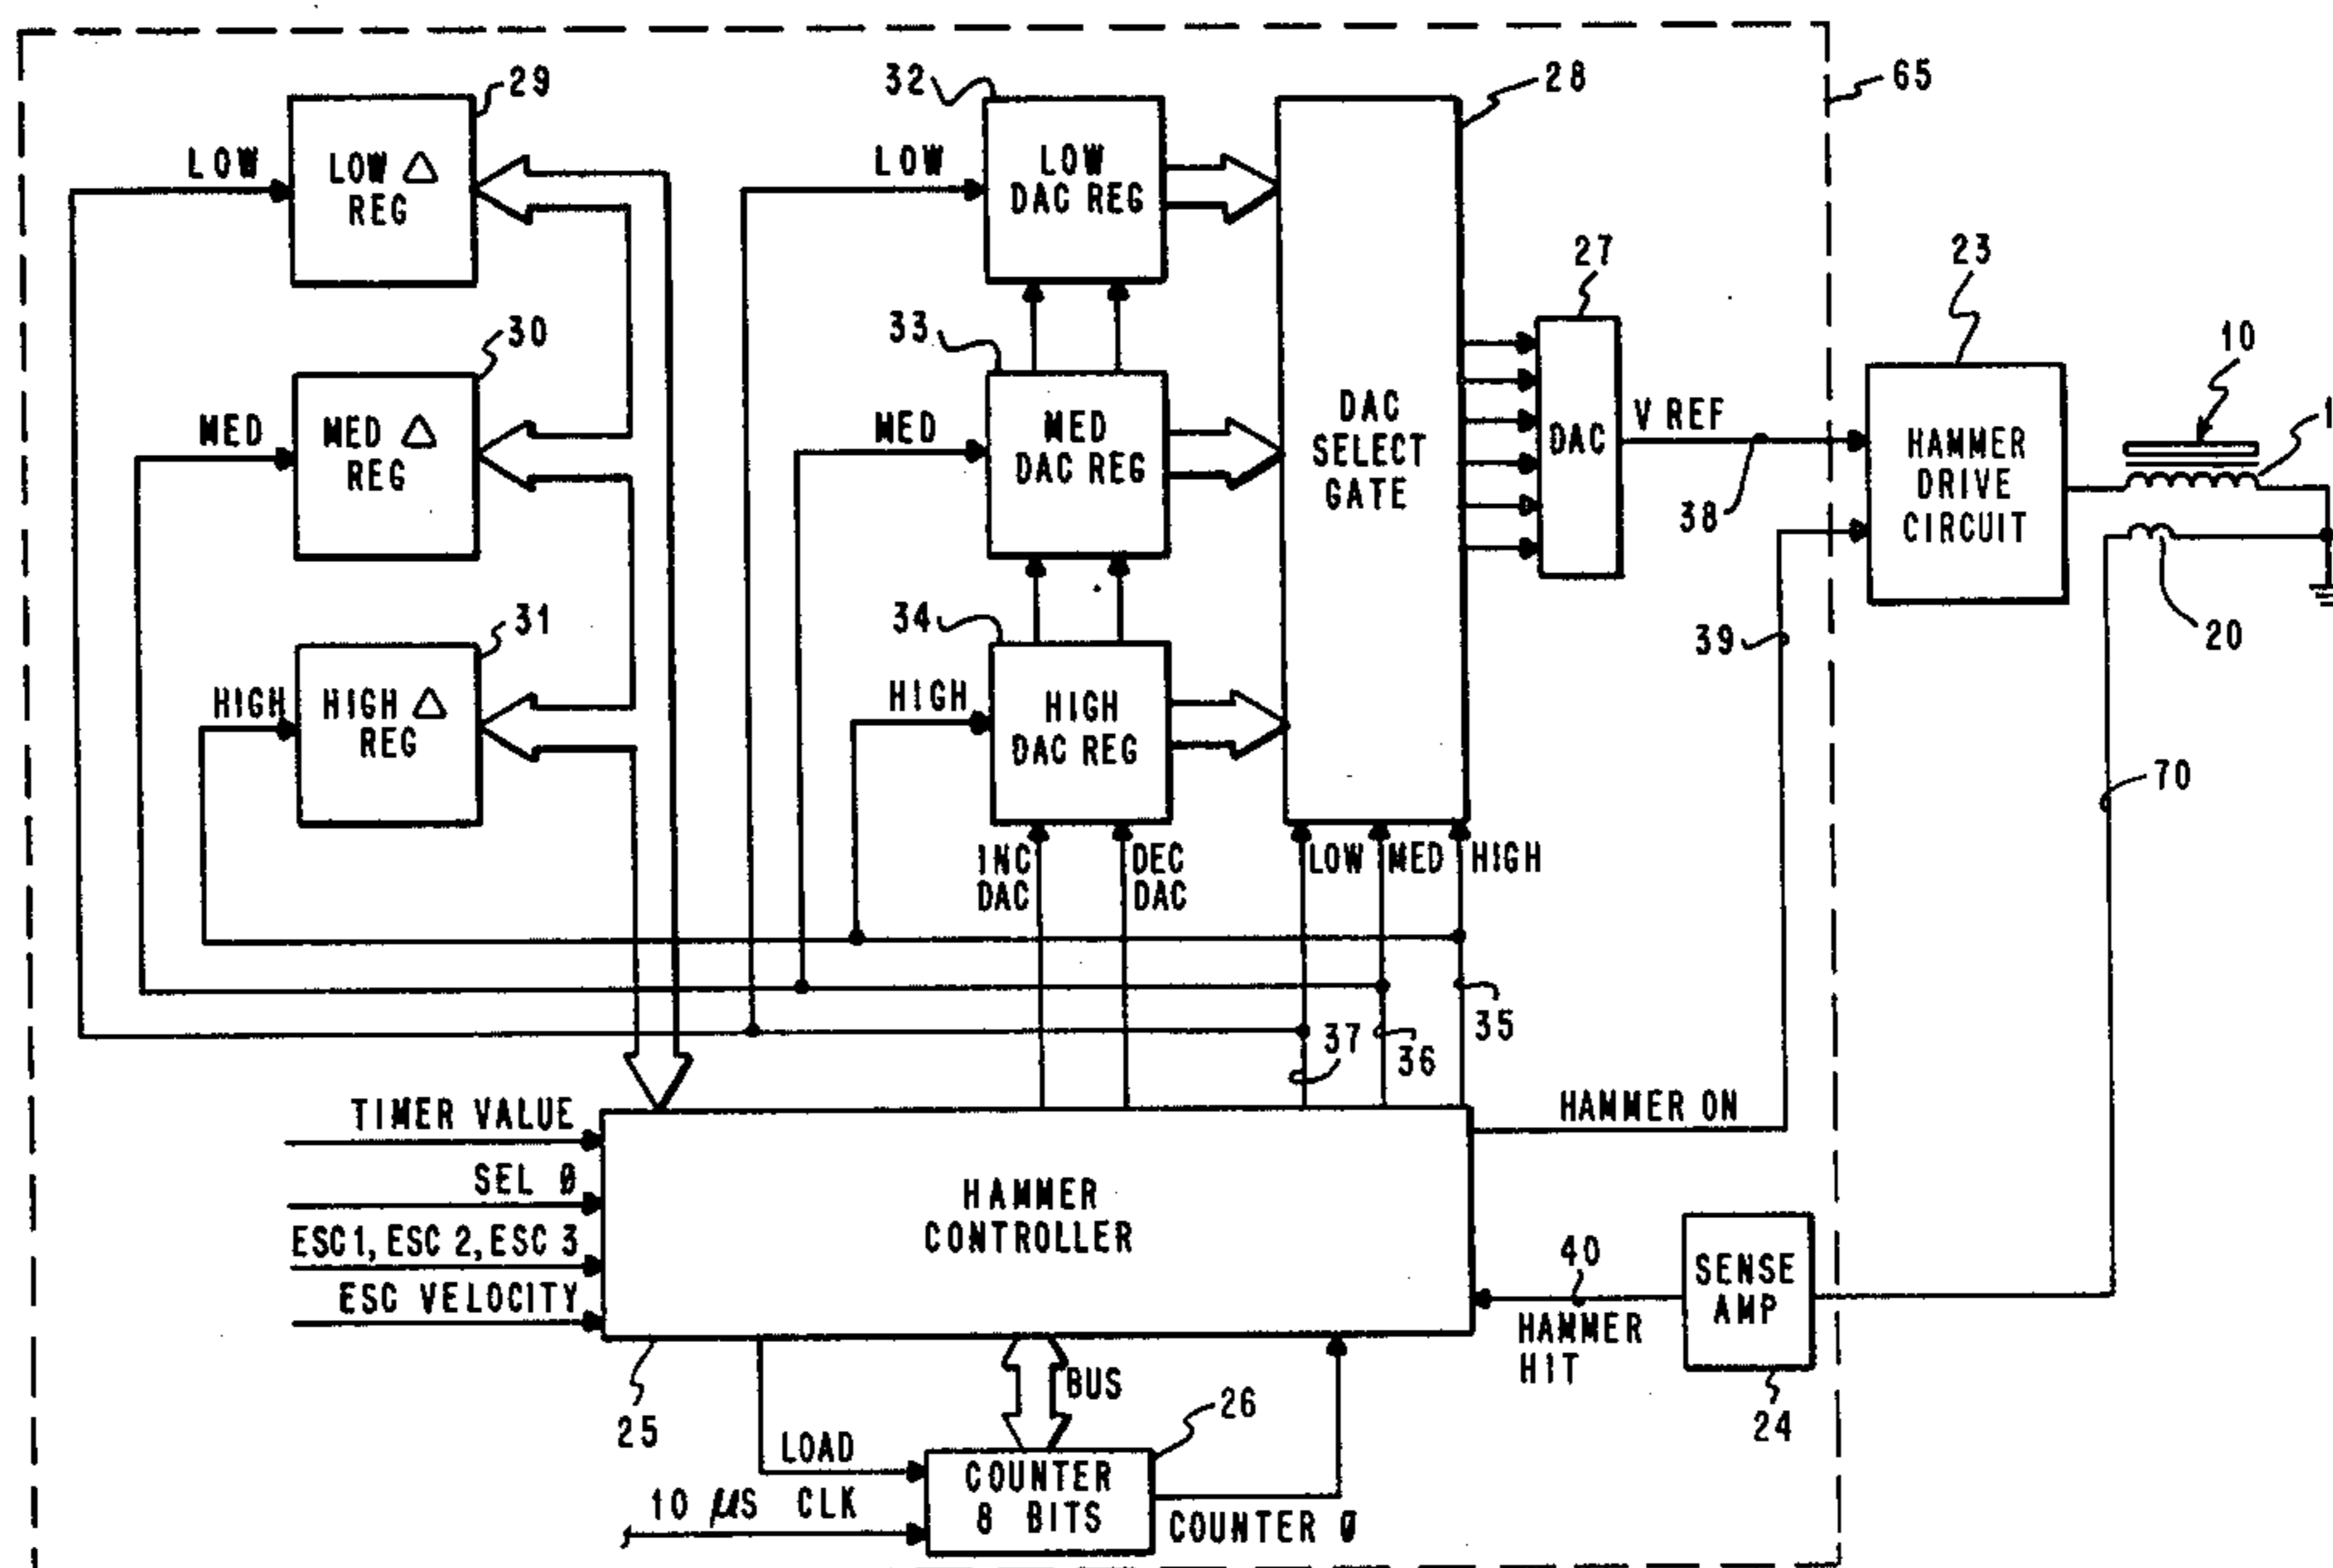 65
29
LOW
LOW △
REG
30
MED
MED △
REG
31
HIGH
HIGH △
REG
32
LOW
LOW
DAC REG
33
MED
MED
DAC REG
34
HIGH
HIGH
DAC REG
INC
DAC
DEC
DAC
28
DAC
SELECT
GATE
LOW
MED
HIGH
27
DAC
V REF
38
39
23
HAMMER
DRIVE
CIRCUIT
10
1
20
70
37
36
35
TIMER VALUE
SEL Ø
ESC 1, ESC 2, ESC 3
ESC VELOCITY
HAMMER
CONTROLLER
25
HAMMER ON
40
HAMMER
HIT
SENSE
AMP
24
LOAD
10 µS CLK
BUS
26
COUNTER
8 BITS
COUNTER Ø